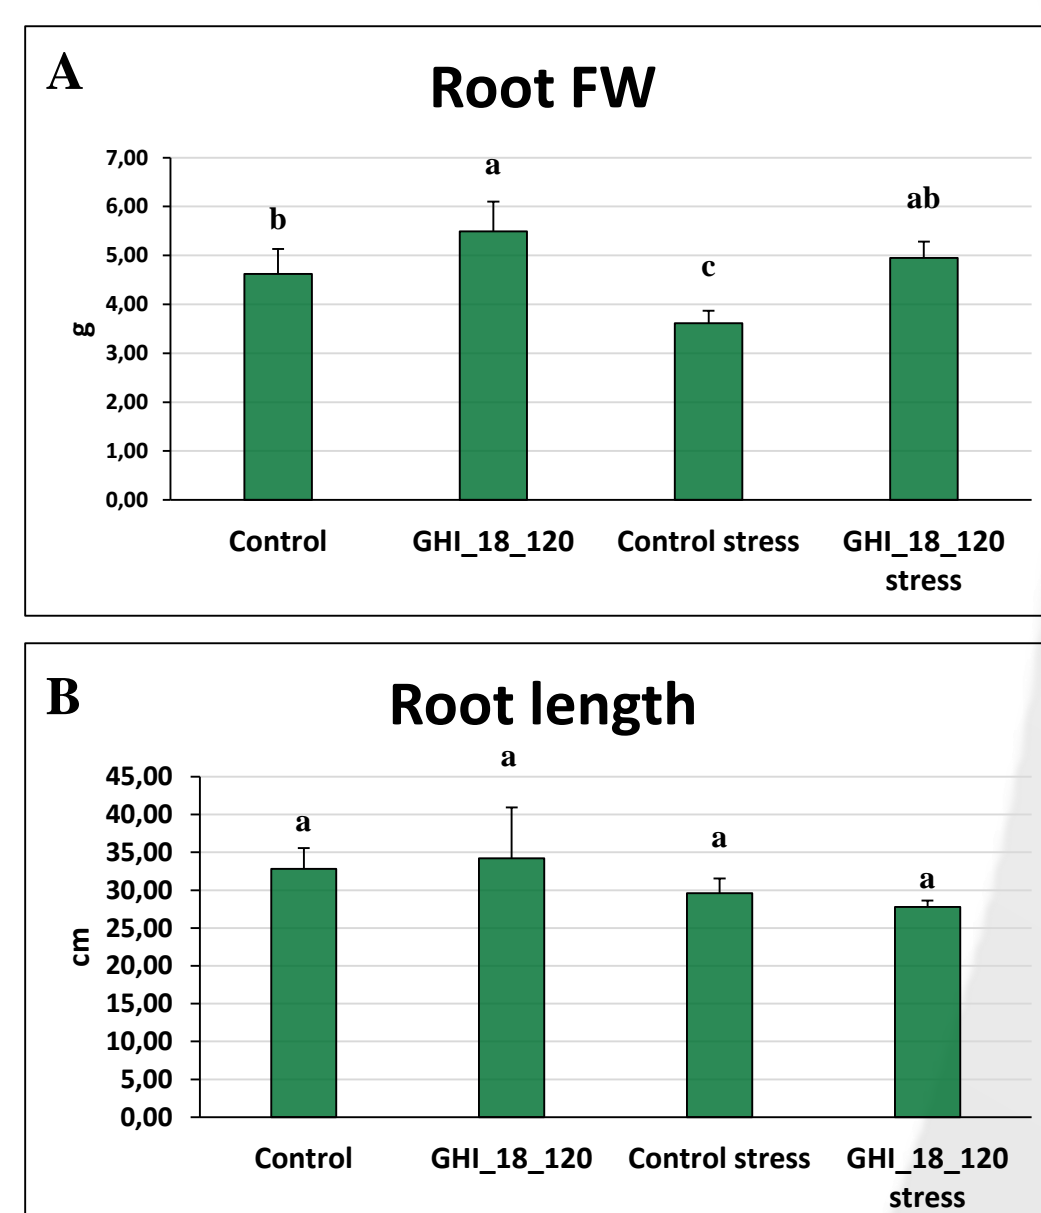 A
Root FW
7,00
6,00
5,00
4,00
3,00
2,00
1,00
0,00
g
b
a
c
ab
Control
GHI_18_120
Control stress
GHI_18_120
stress
B
Root length
45,00
40,00
35,00
30,00
25,00
20,00
15,00
10,00
5,00
0,00
cm
a
a
a
a
Control
GHI_18_120
Control stress
GHI_18_120
stress